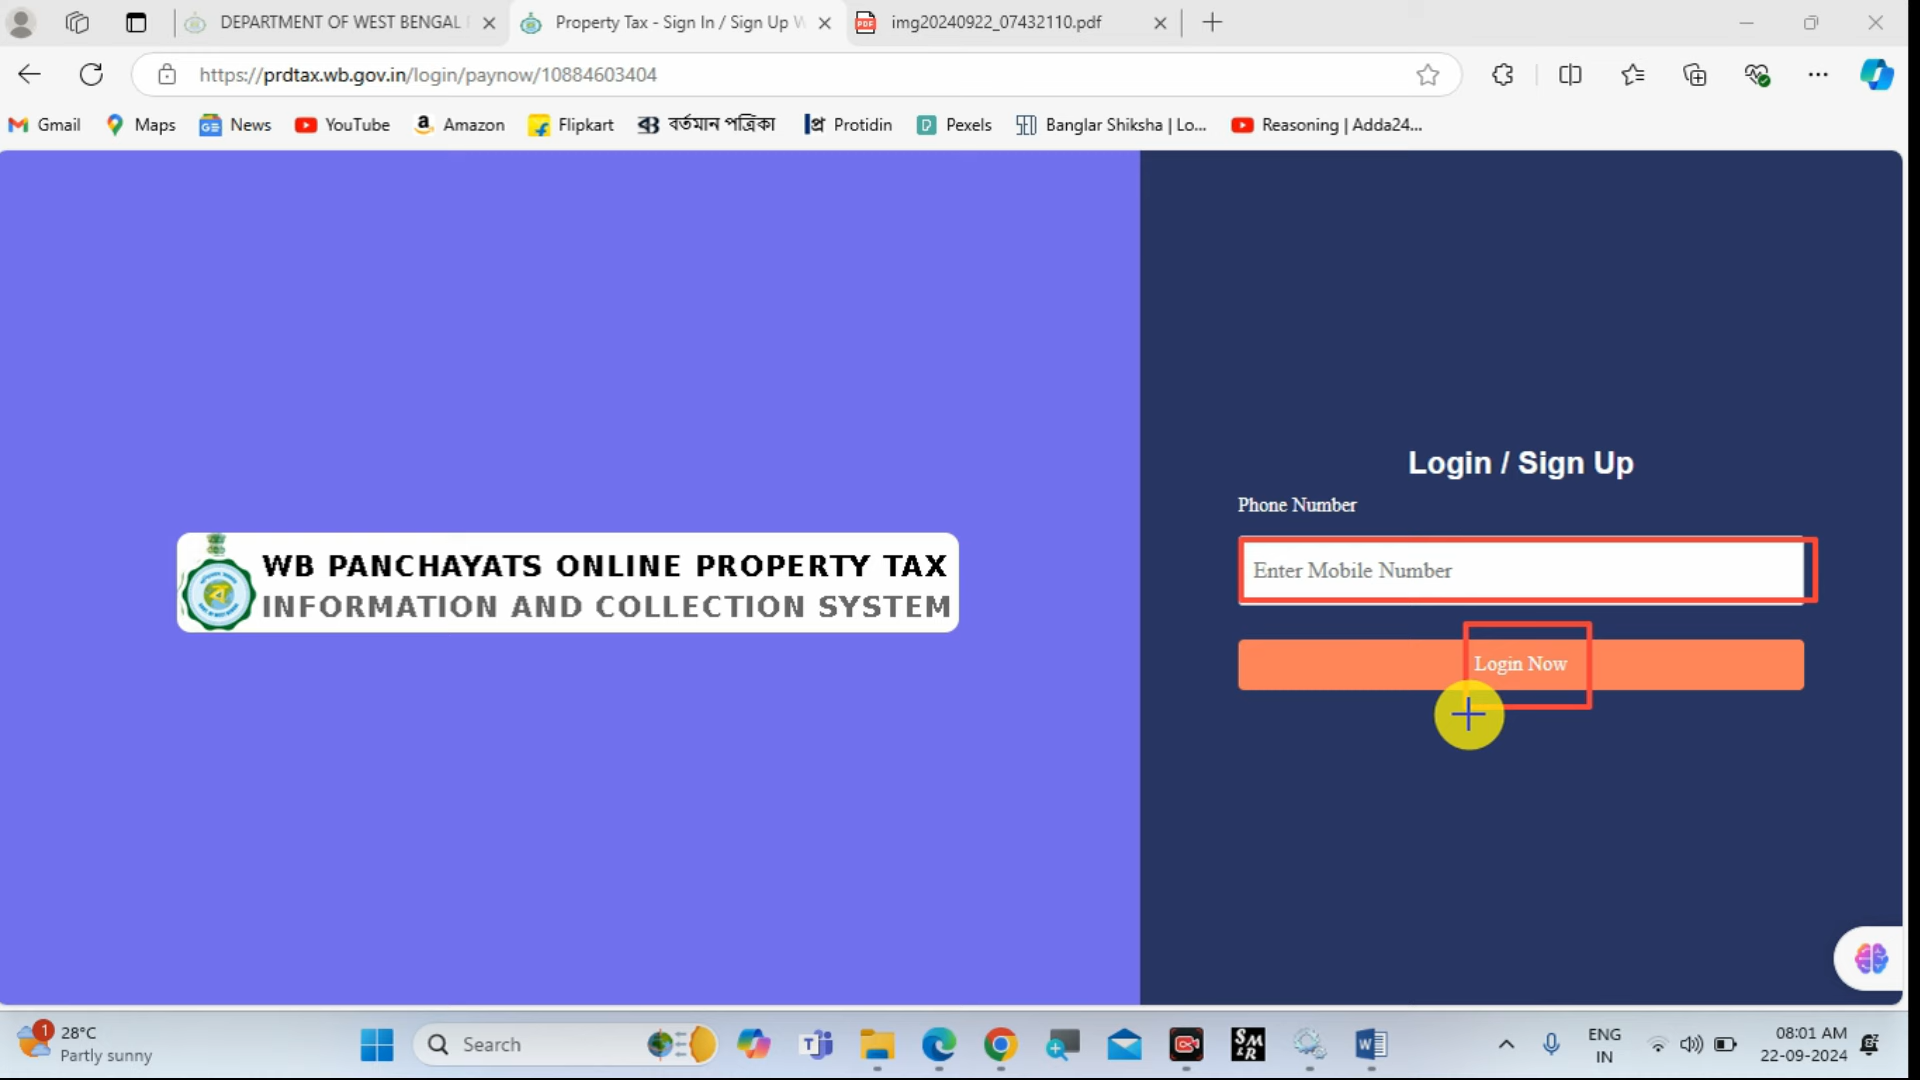 DEPARTMENT OF WEST BENGAL
Property Tax - Sign In / Sign Up
img20240922_07432110.pdf
https://prdtax.wb.gov.in/login/paynow/10884603404
Gmail
Maps
News
YouTube
Amazon
Flipkart
বর্তমান পত্রিকা
Protidin
Pexels
Banglar Shiksha | Lo...
Reasoning | Adda24...
Login / Sign Up
Phone Number
WB PANCHAYATS ONLINE PROPERTY TAX
INFORMATION AND COLLECTION SYSTEM
Enter Mobile Number
Login Now
1
28°C
Partly sunny
Search
ENG
IN
08:01 AM
22-09-2024